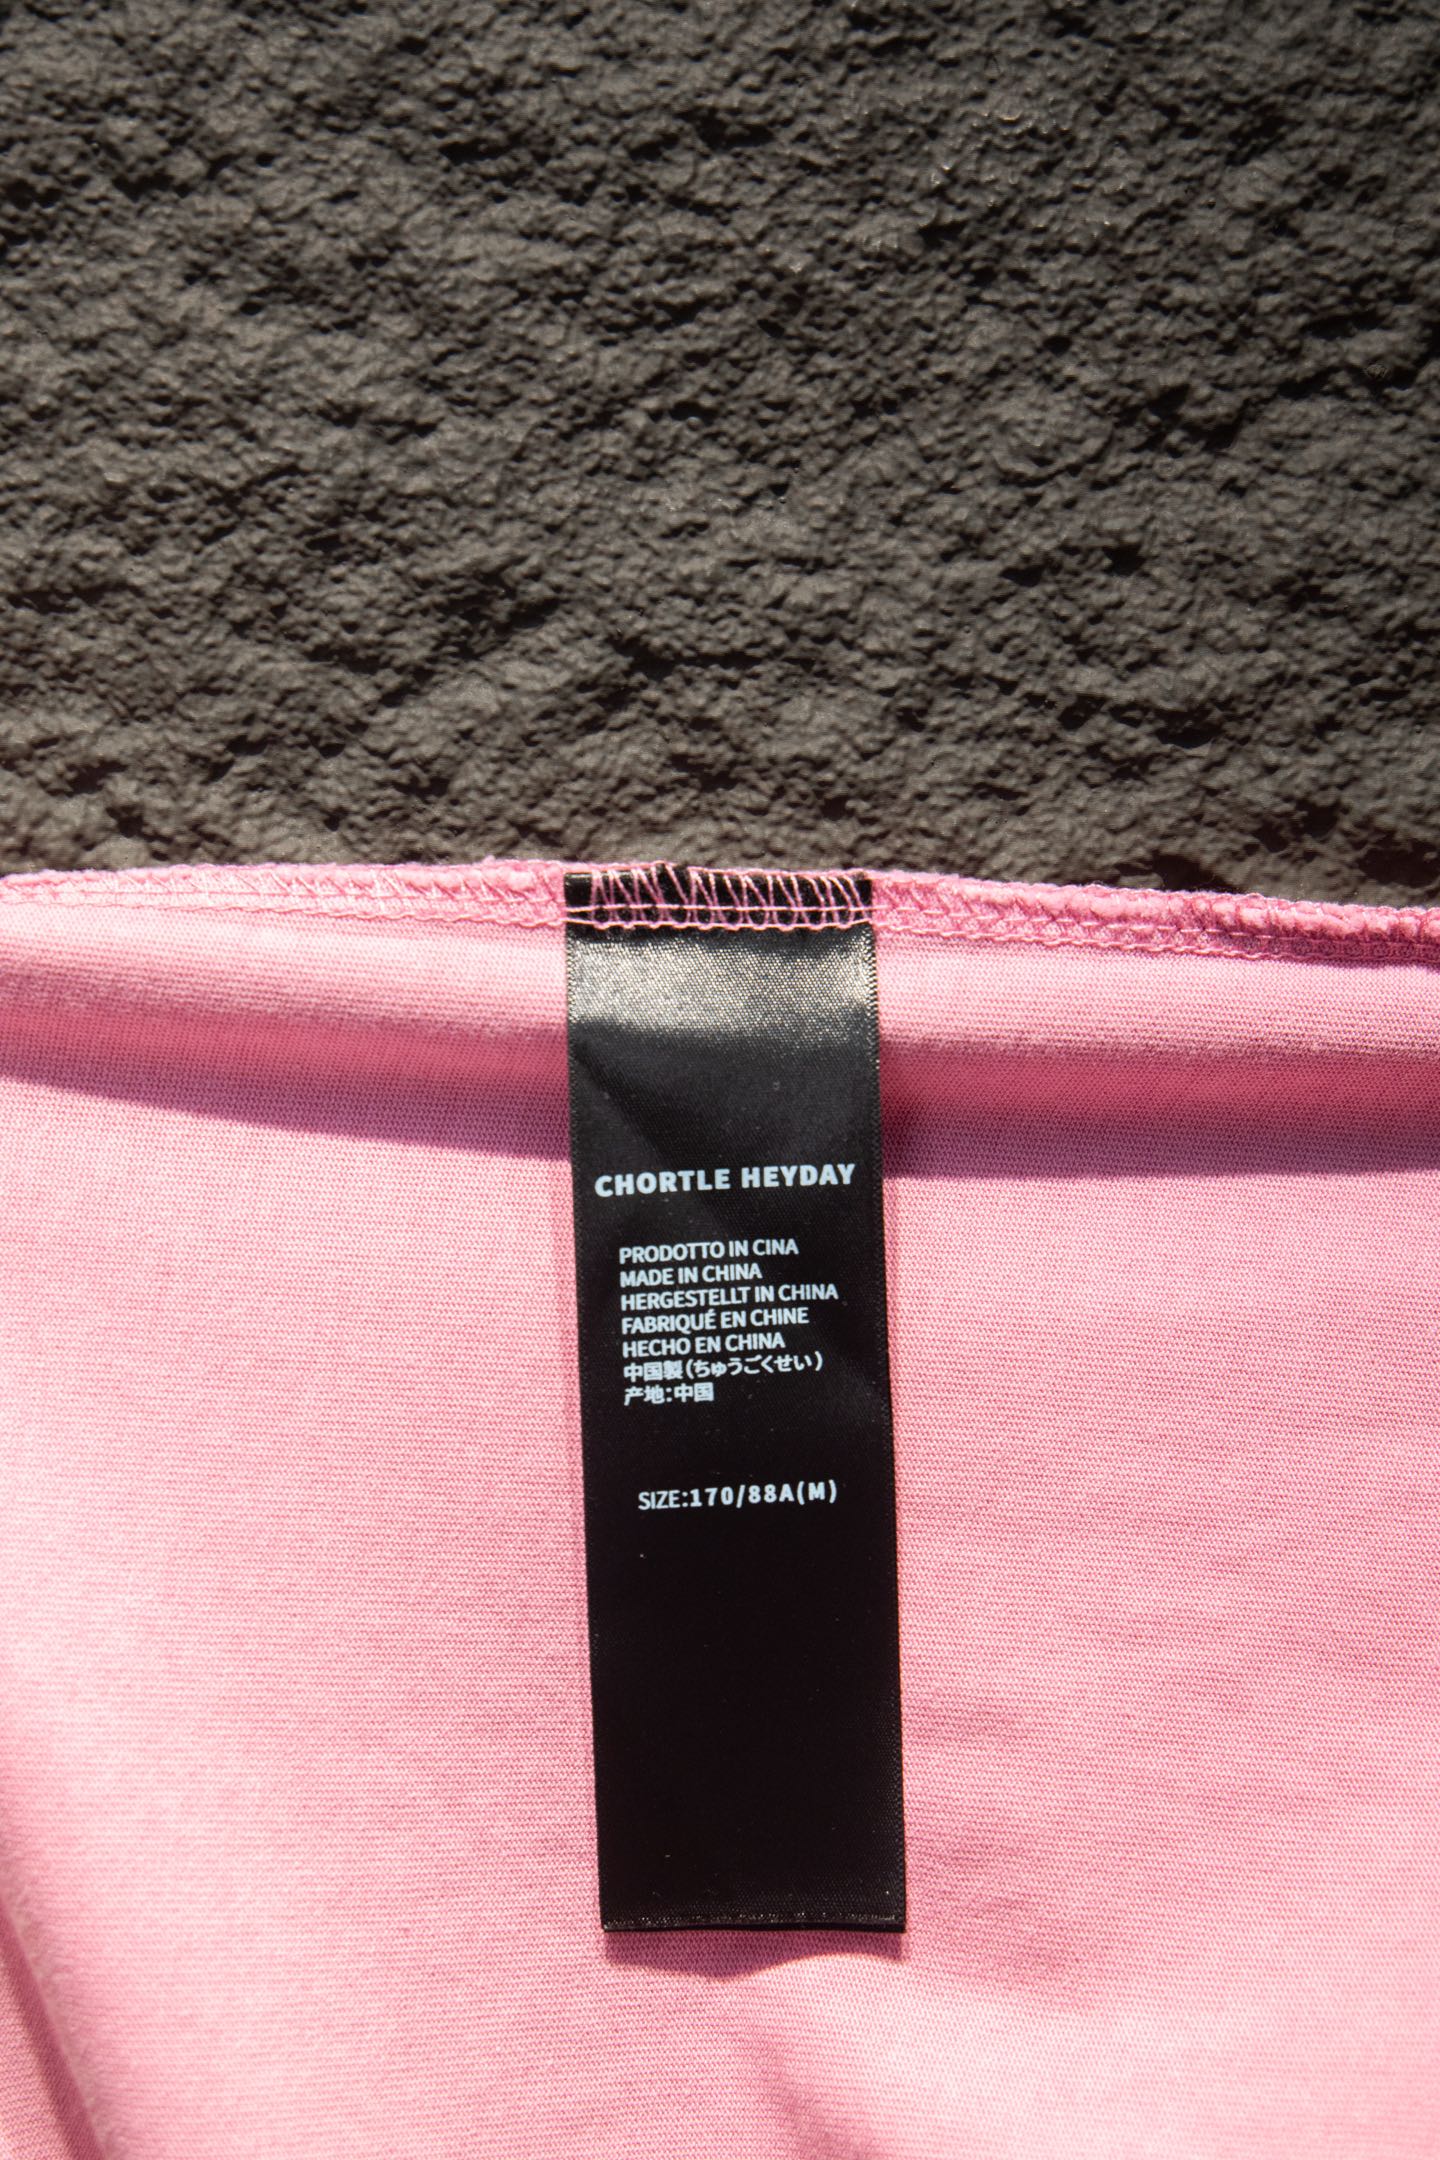 CHORTLE HEYDAY
PRODOTTO IN CINA
MADE IN CHINA
HERGESTELLT IN CHINA
FABRIQUÉ EN CHINE
HECHO EN CHINA
中国製(ちゅうごくせい)
产地:中国
SIZE:170/88A(M)